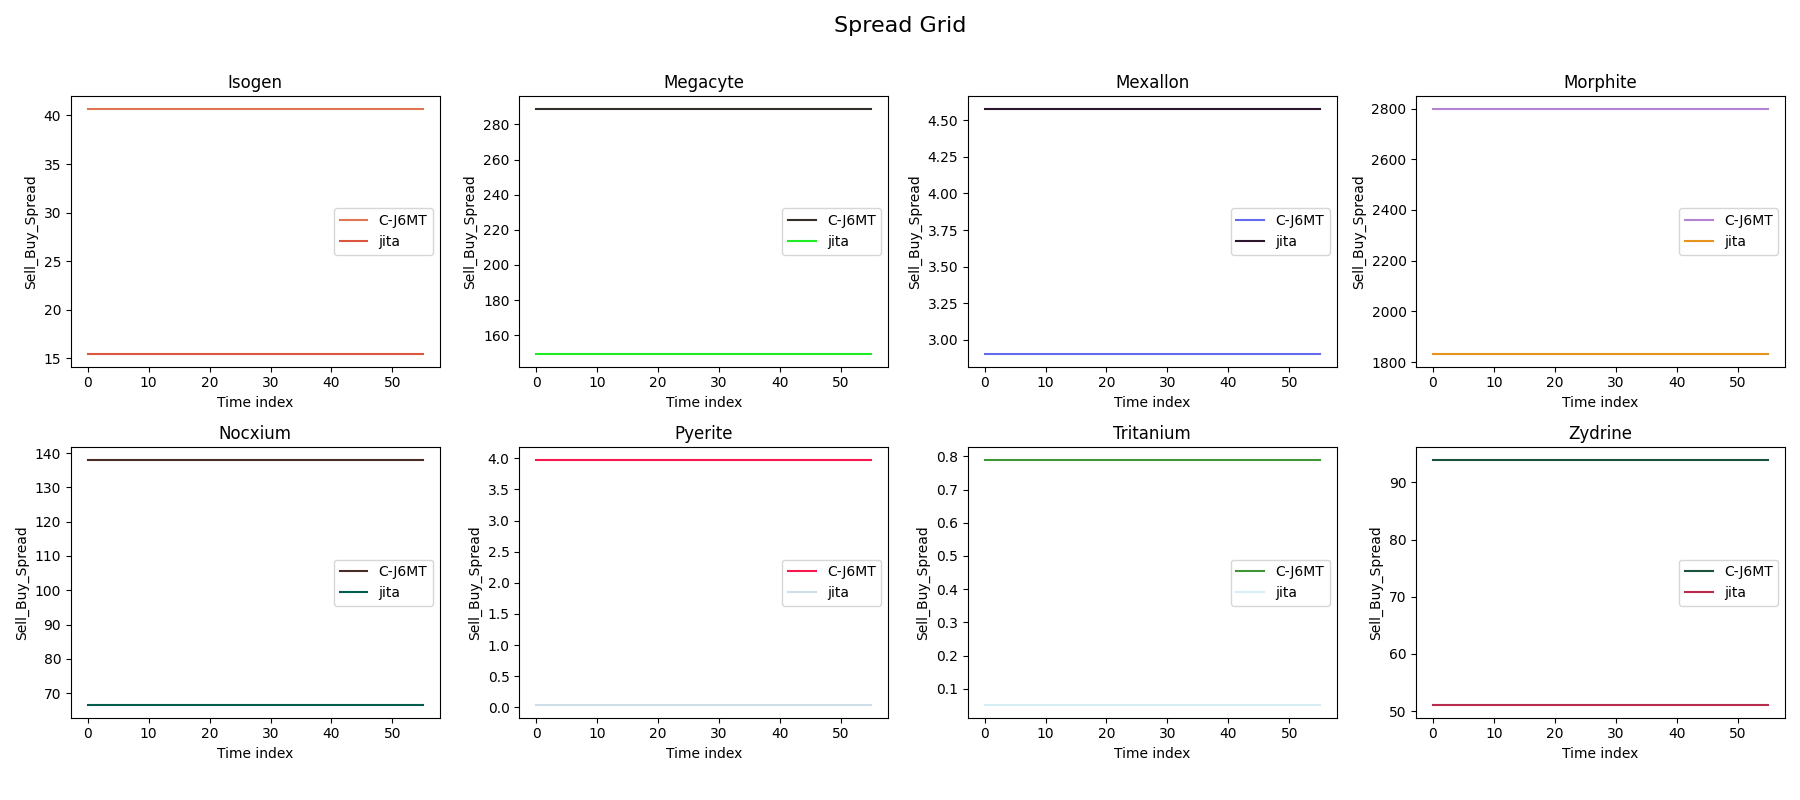 Spread Grid
Isogen
Sell_Buy_Spread
40
35
30
25
20
15
C-J6MT
jita
0 10 20 30 40 50
Time index
Megacyte
Sell_Buy_Spread
280
260
240
220
200
180
160
C-J6MT
jita
0 10 20 30 40 50
Time index
Mexallon
Sell_Buy_Spread
4.50
4.25
4.00
3.75
3.50
3.25
3.00
C-J6MT
jita
0 10 20 30 40 50
Time index
Morphite
Sell_Buy_Spread
2800
2600
2400
2200
2000
1800
C-J6MT
jita
0 10 20 30 40 50
Time index
Nocxium
Sell_Buy_Spread
140
130
120
110
100
90
80
70
C-J6MT
jita
0 10 20 30 40 50
Time index
Pyerite
Sell_Buy_Spread
4.0
3.5
3.0
2.5
2.0
1.5
1.0
0.5
0.0
C-J6MT
jita
0 10 20 30 40 50
Time index
Tritanium
Sell_Buy_Spread
0.8
0.7
0.6
0.5
0.4
0.3
0.2
0.1
C-J6MT
jita
0 10 20 30 40 50
Time index
Zydrine
Sell_Buy_Spread
90
80
70
60
50
C-J6MT
jita
0 10 20 30 40 50
Time index